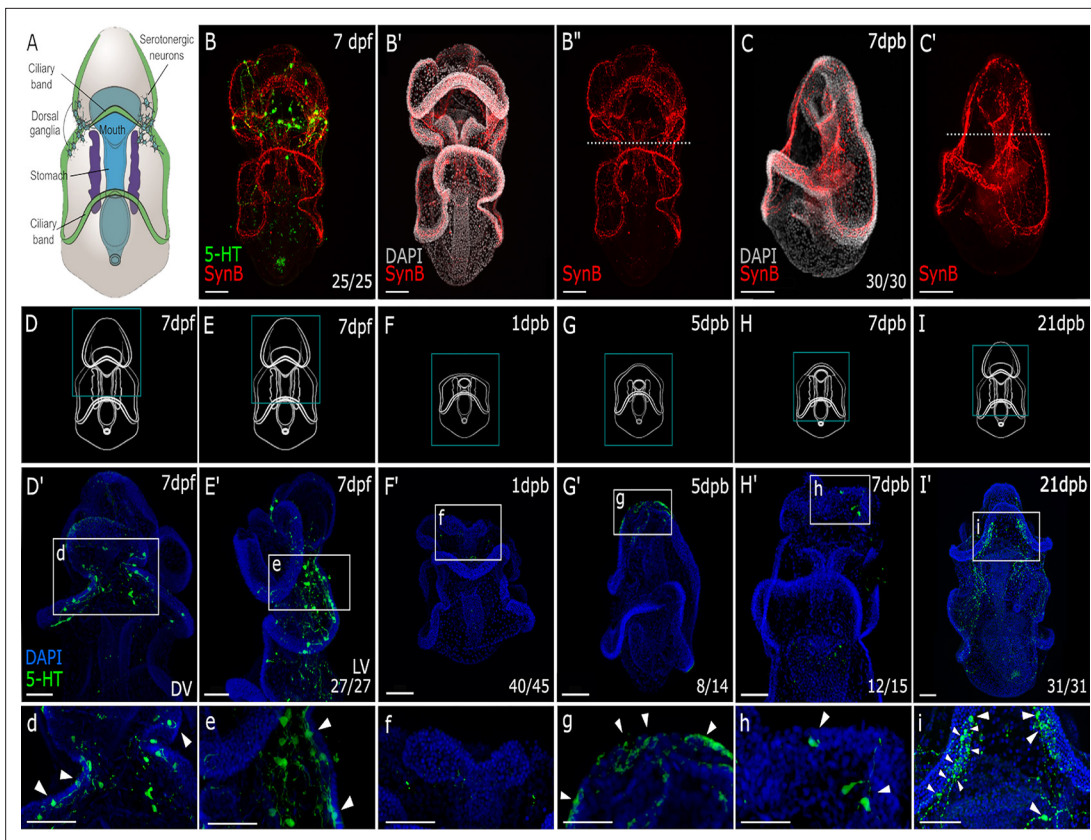 A
Serotonergic
neurons
Ciliary
band
Dorsal
ganglia
Mouth
Stomach
Ciliary
band
B
7 dpf
5-HT
SynB
25/25
B'
DAPI
SynB
B"
SynB
C
7dpb
DAPI
SynB
30/30
C'
SynB
D
7dpf
E
7dpf
F
1dpb
G
5dpb
H
7dpb
I
21dpb
D'
7dpf
d
DAPI
5-HT
DV
E'
7dpf
e
LV
27/27
F'
1dpb
f
40/45
G'
5dpb
g
8/14
H'
7dpb
h
12/15
I'
21dpb
i
31/31
d
e
f
g
h
i